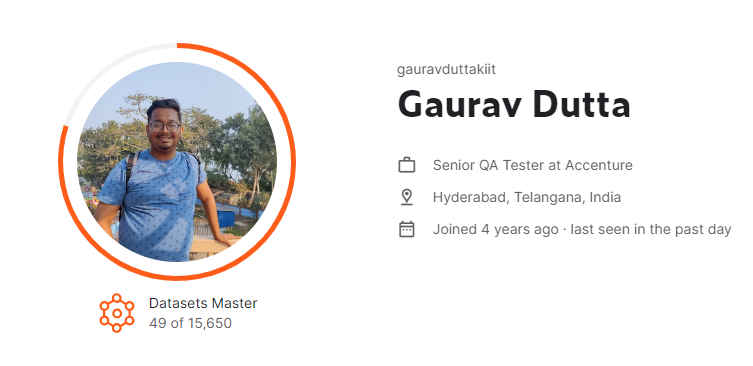 gauravduttakiit
Gaurav Dutta
Senior QA Tester at Accenture
Hyderabad, Telangana, India
Joined 4 years ago · last seen in the past day
Datasets Master
49 of 15,650